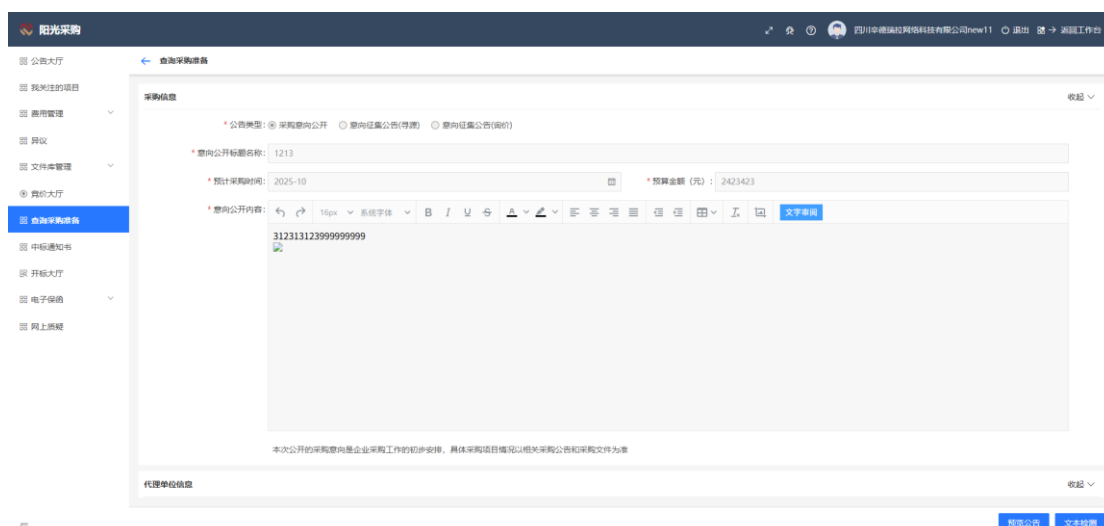 阳光采购
四川辛德瑞拉网络科技有限公司new11 退出 返回工作台
公告大厅
我关注的项目
费用管理
异议
文件库管理
竞价大厅
查询采购准备
中标通知书
开标大厅
电子保函
网上质疑
查询采购准备
采购信息 收起
* 公告类型: 采购意向公开 意向征集公告(寻源) 意向征集公告(询价)
* 意向公开标题名称: 1213
* 预计采购时间: 2025-10 * 预算金额（元）: 2423423
* 意向公开内容: 16px 系统字体 B I U S A 文字审阅
312313123999999999
本次公开的采购意向是企业采购工作的初步安排，具体采购项目情况以相关采购公告和采购文件为准
代理单位信息 收起
预览公告 文本检测